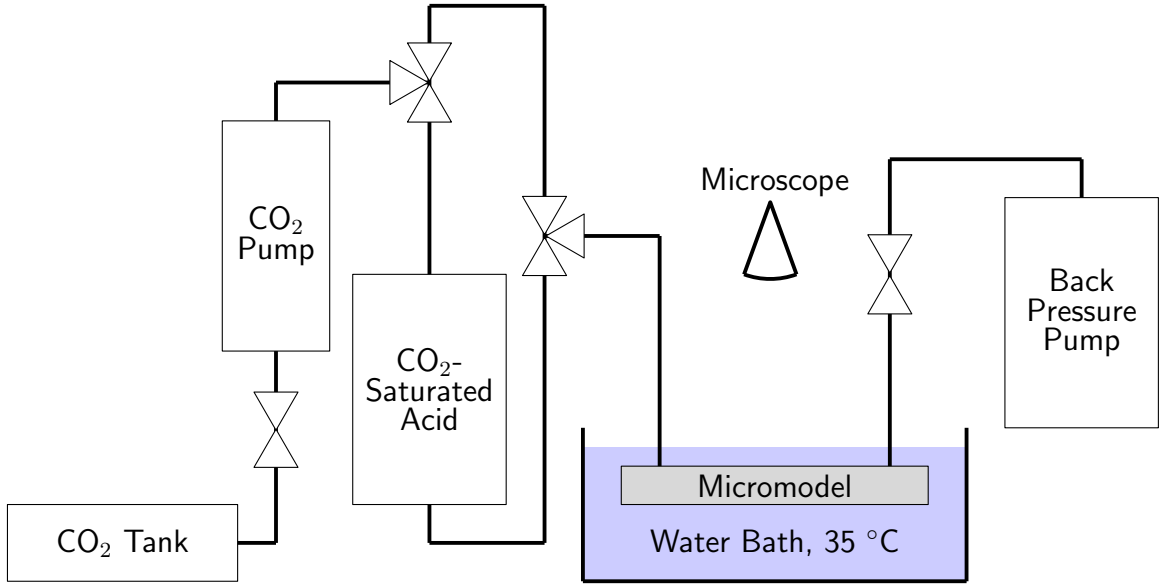 Microscope
CO₂
Pump
Back
Pressure
Pump
CO₂-
Saturated
Acid
Micromodel
CO₂ Tank
Water Bath, 35 °C